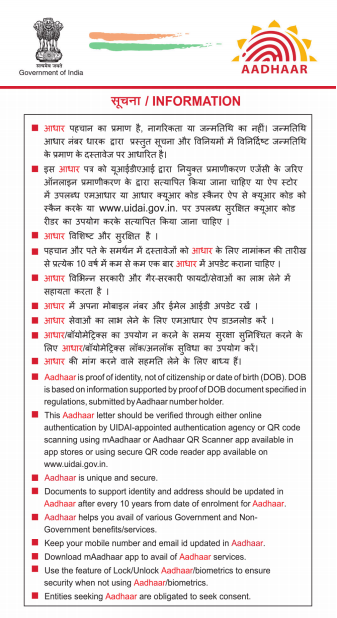 सत्यमेव जयते
Government of India
AADHAAR
सूचना / INFORMATION
आधार पहचान का प्रमाण है, नागरिकता या जन्मतिथि का नहीं। जन्मतिथि
आधार नंबर धारक द्वारा प्रस्तुत सूचना और विनियमों में विनिर्दिष्ट जन्मतिथि
के प्रमाण के दस्तावेज पर आधारित है।
इस आधार पत्र को यूआईडीएआई द्वारा नियुक्त प्रमाणीकरण एजेंसी के जरिए
ऑनलाइन प्रमाणीकरण के द्वारा सत्यापित किया जाना चाहिए या ऐप स्टोर
में उपलब्ध एमआधार या आधार क्यूआर कोड स्कैनर ऐप से क्यूआर कोड को
स्कैन करके या www.uidai.gov.in. पर उपलब्ध सुरक्षित क्यूआर कोड
रीडर का उपयोग करके सत्यापित किया जाना चाहिए ।
आधार विशिष्ट और सुरक्षित है ।
पहचान और पते के समर्थन में दस्तावेजों को आधार के लिए नामांकन की तारीख
से प्रत्येक 10 वर्ष में कम से कम एक बार आधार में अपडेट कराना चाहिए ।
आधार विभिन्न सरकारी और गैर-सरकारी फायदों/सेवाओं का लाभ लेने में
सहायता करता है ।
आधार में अपना मोबाइल नंबर और ईमेल आईडी अपडेट रखें ।
आधार सेवाओं का लाभ लेने के लिए एमआधार ऐप डाउनलोड करें ।
आधार/बॉयोमेट्रिक्स का उपयोग न करने के समय सुरक्षा सुनिश्चित करने के
लिए आधार/बॉयोमेट्रिक्स लॉक/अनलॉक सुविधा का उपयोग करें।
आधार की मांग करने वाले सहमति लेने के लिए बाध्य हैं।
Aadhaar is proof of identity, not of citizenship or date of birth (DOB). DOB
is based on information supported by proof of DOB document specified in
regulations, submitted by Aadhaar number holder.
This Aadhaar letter should be verified through either online
authentication by UIDAI-appointed authentication agency or QR code
scanning using mAadhaar or Aadhaar QR Scanner app available in
app stores or using secure QR code reader app available on
www.uidai.gov.in.
Aadhaar is unique and secure.
Documents to support identity and address should be updated in
Aadhaar after every 10 years from date of enrolment for Aadhaar.
Aadhaar helps you avail of various Government and Non-
Government benefits/services.
Keep your mobile number and email id updated in Aadhaar.
Download mAadhaar app to avail of Aadhaar services.
Use the feature of Lock/Unlock Aadhaar/biometrics to ensure
security when not using Aadhaar/biometrics.
Entities seeking Aadhaar are obligated to seek consent.